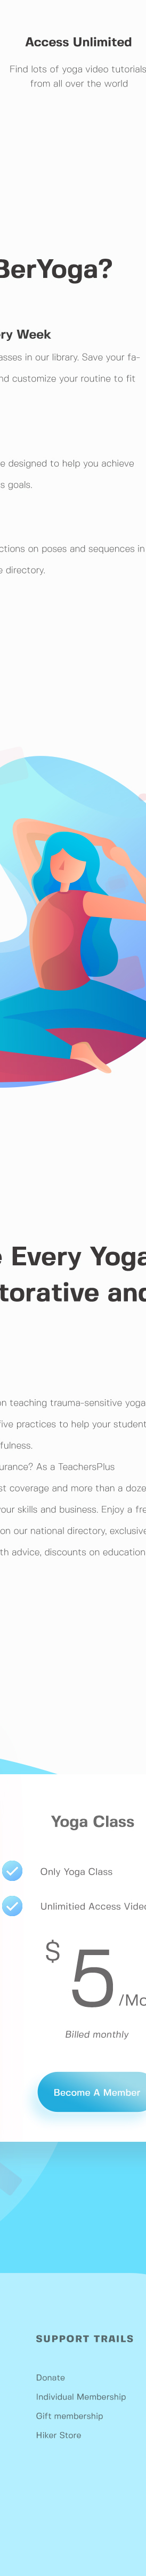 Access Unlimited
Find lots of yoga video tutorials
from all over the world
BerYoga?
ry Week
asses in our library. Save your fa-
nd customize your routine to fit
e designed to help you achieve
s goals.
ctions on poses and sequences in
e directory.
e Every Yoga
torative and
on teaching trauma-sensitive yoga
five practices to help your student
fulness.
urance? As a TeachersPlus
st coverage and more than a doze
your skills and business. Enjoy a fre
on our national directory, exclusive
th advice, discounts on education
Yoga Class
Only Yoga Class
Unlimitied Access Video
$5/Mo
Billed monthly
Become A Member
SUPPORT TRAILS
Donate
Individual Membership
Gift membership
Hiker Store